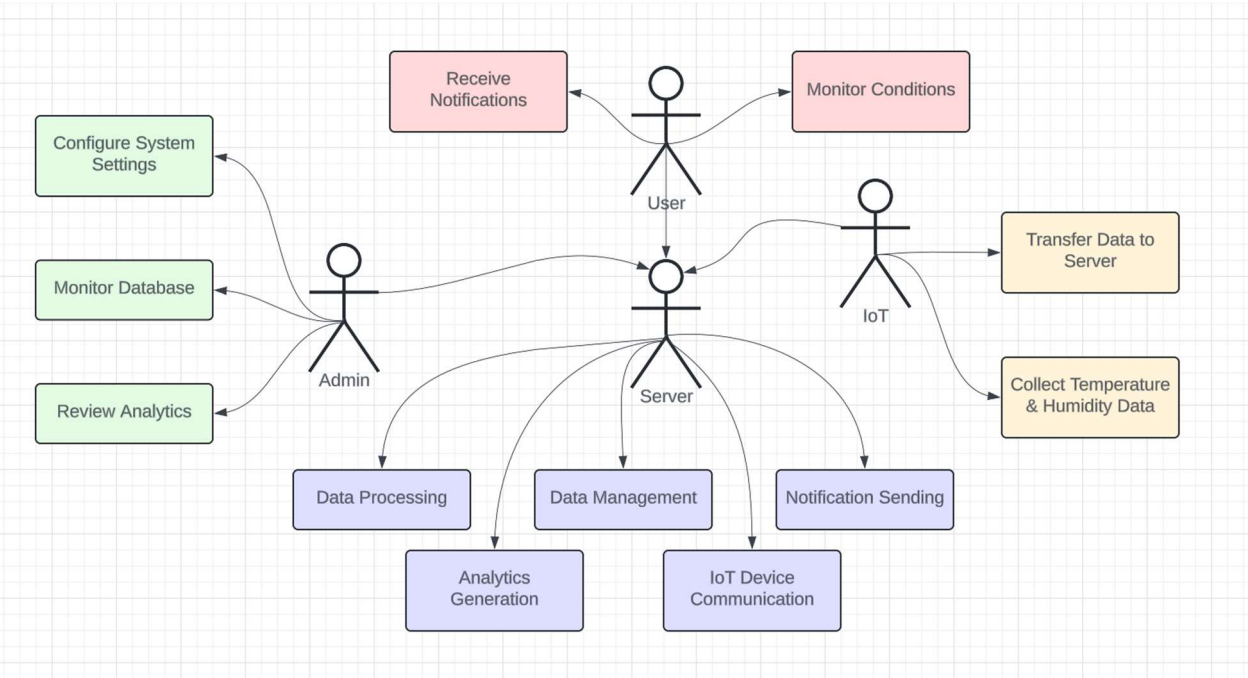 Receive
Notifications
Monitor Conditions
Configure System
Settings
User
Transfer Data to
Server
Monitor Database
IoT
Admin
Server
Collect Temperature
& Humidity Data
Review Analytics
Data Processing
Data Management
Notification Sending
Analytics
Generation
IoT Device
Communication